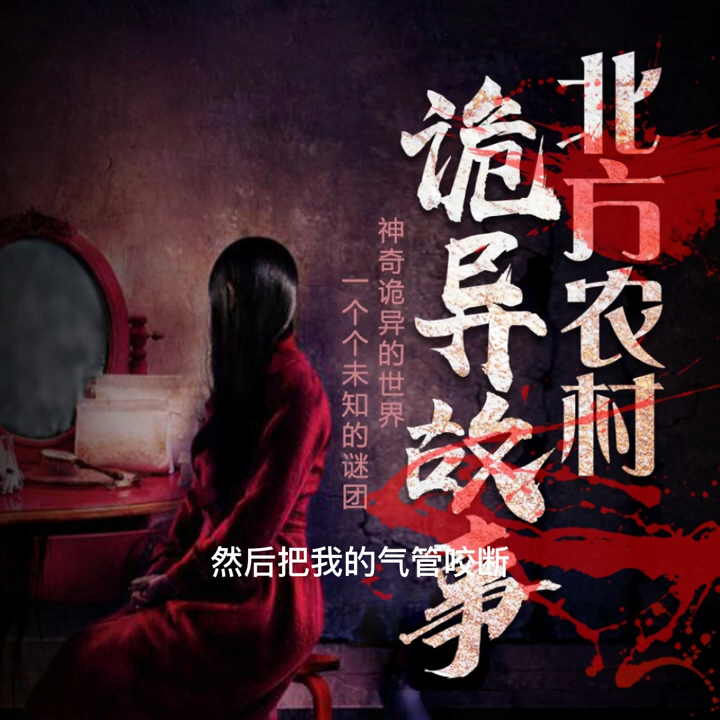 北方农村
诡异故事
神奇诡异的世界
一个个未知的谜团
然后把我的气管咬断